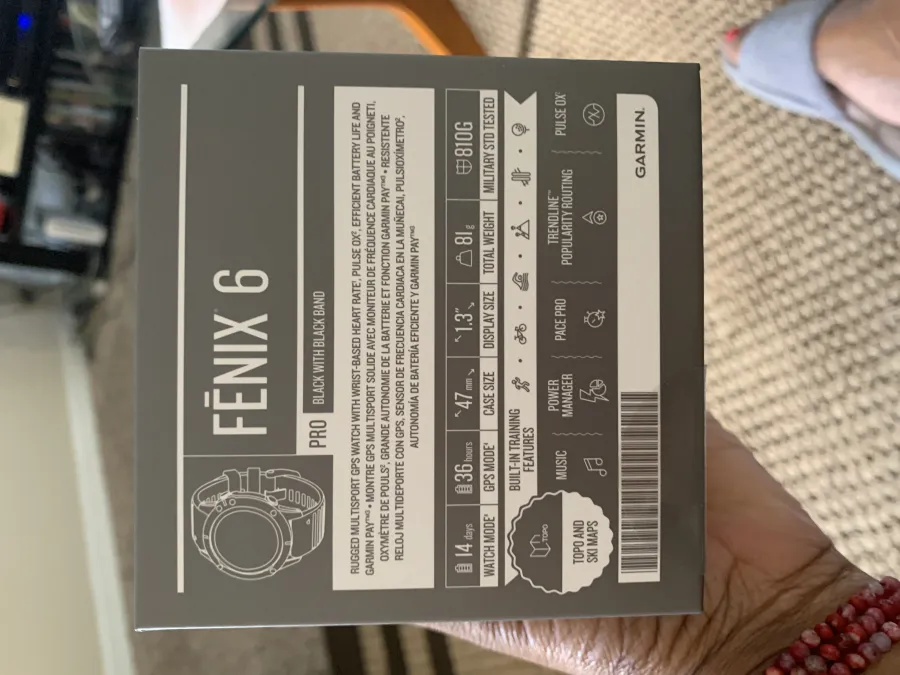 FĒNIX® 6
PRO
BLACK WITH BLACK BAND
RUGGED MULTISPORT GPS WATCH WITH WRIST-BASED HEART RATE¹, PULSE OX², EFFICIENT BATTERY LIFE AND
GARMIN PAY™³ • MONTRE GPS MULTISPORT SOLIDE AVEC MONITEUR DE FRÉQUENCE CARDIAQUE AU POIGNET¹,
OXYMÈTRE DE POULS², GRANDE AUTONOMIE DE LA BATTERIE ET FONCTION GARMIN PAY™³ • RESISTENTE
RELOJ MULTIDEPORTE CON GPS, SENSOR DE FRECUENCIA CARDIACA EN LA MUÑECA¹, PULSIOXÍMETRO²,
AUTONOMÍA DE BATERÍA EFICIENTE Y GARMIN PAY™³
14 days
WATCH MODE⁴
36 hours
GPS MODE⁴
47 mm
CASE SIZE
1.3"
DISPLAY SIZE
81 g
TOTAL WEIGHT
810G
MILITARY STD TESTED
BUILT-IN TRAINING
FEATURES
TOPO
TOPO AND
SKI MAPS
MUSIC
POWER
MANAGER
PACE PRO
TRENDLINE™
POPULARITY ROUTING
PULSE OX²
GARMIN.